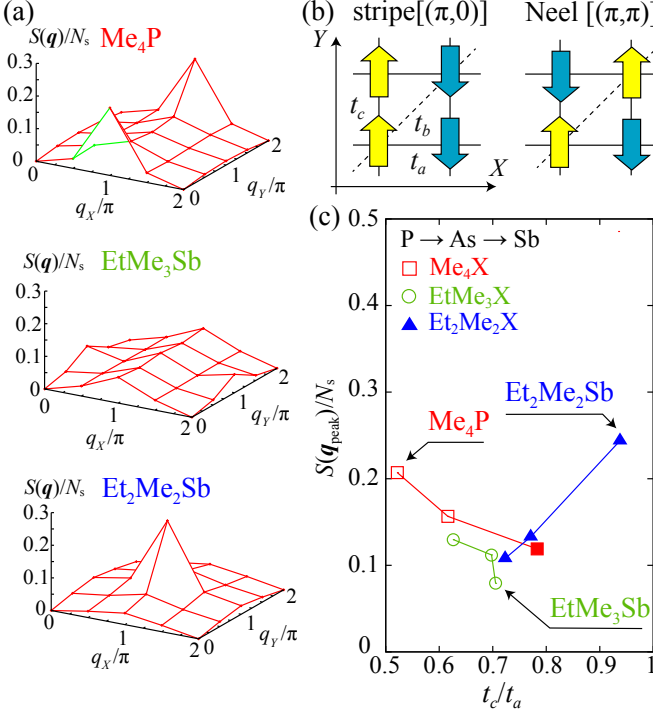 (a)
S(q)/Nₛ Me₄P
0.3
0.2
0.1
0
0
1
2
qX/π
0
1
2
qY/π
S(q)/Nₛ EtMe₃Sb
0.3
0.2
0.1
0
0
1
2
qX/π
0
1
2
qY/π
S(q)/Nₛ Et₂Me₂Sb
0.3
0.2
0.1
0
0
1
2
qX/π
0
1
2
qY/π
(b) stripe[(π,0)] Neel [(π,π)]
Y
tc
tb
ta
X
(c)
0.5
0.4
0.3
0.2
0.1
0
S(qpeak)/Nₛ
P → As → Sb
Me₄X
EtMe₃X
Et₂Me₂X
Et₂Me₂Sb
Me₄P
EtMe₃Sb
0.5 0.6 0.7 0.8 0.9 1
tc/ta